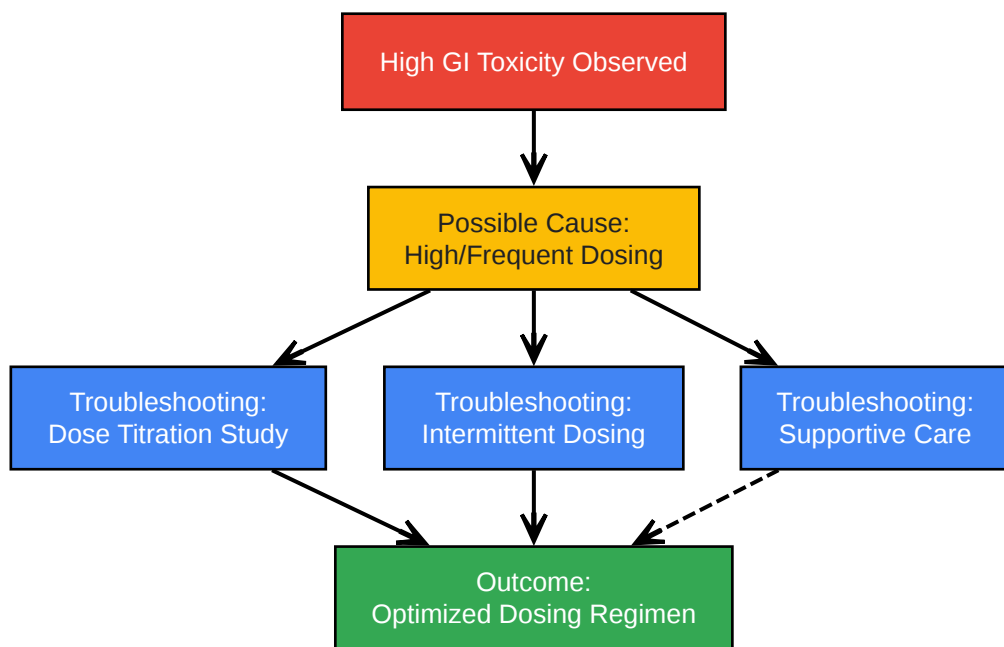 High GI Toxicity Observed
Possible Cause:
High/Frequent Dosing
Troubleshooting:
Dose Titration Study
Troubleshooting:
Intermittent Dosing
Troubleshooting:
Supportive Care
Outcome:
Optimized Dosing Regimen